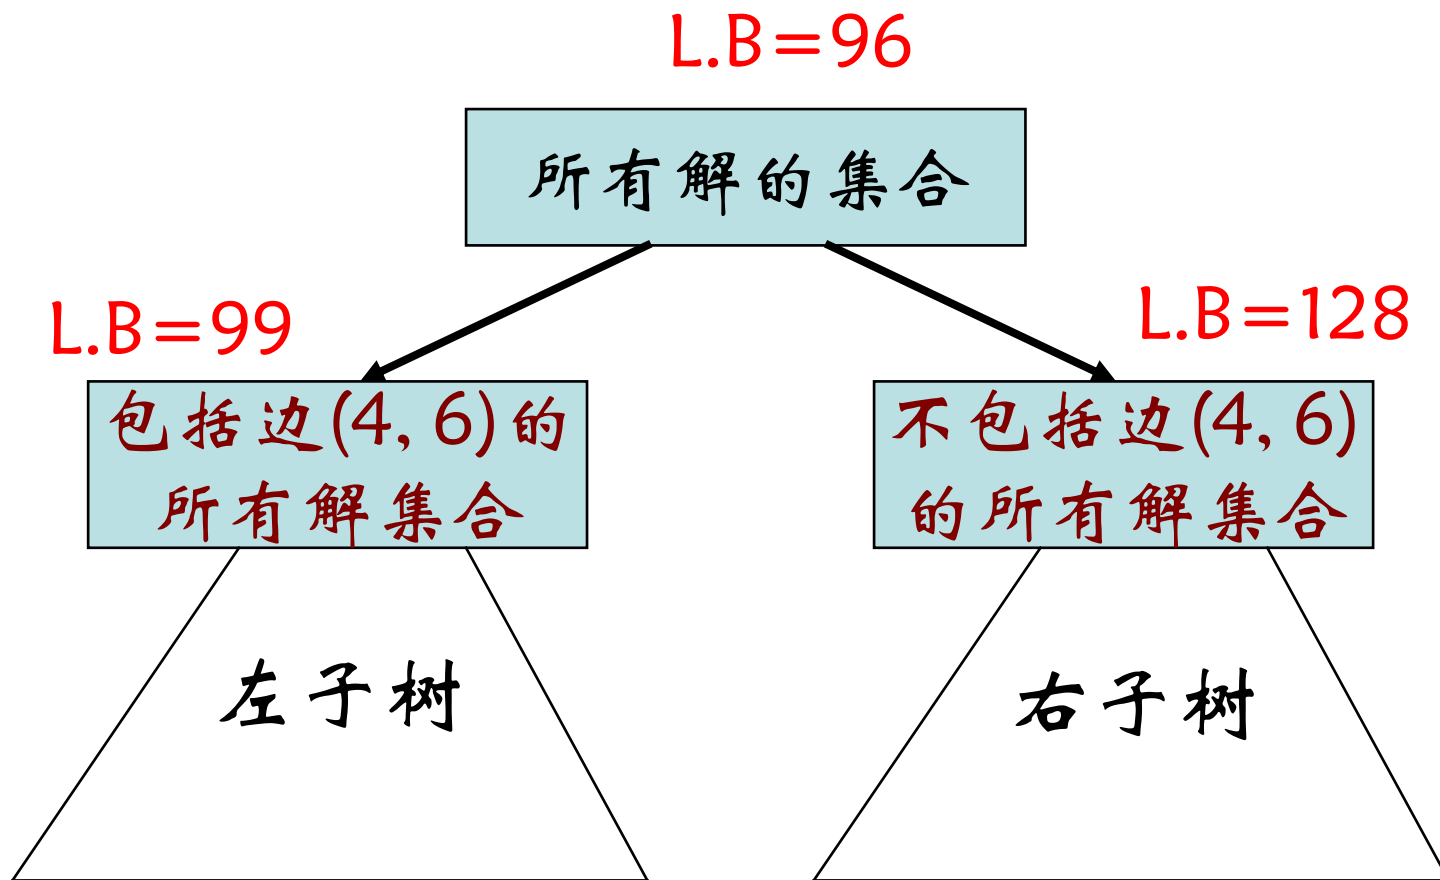 L.B=96
所有解的集合
L.B=99
L.B=128
包括边(4, 6)的
所有解集合
不包括边(4, 6)
的所有解集合
左子树
右子树